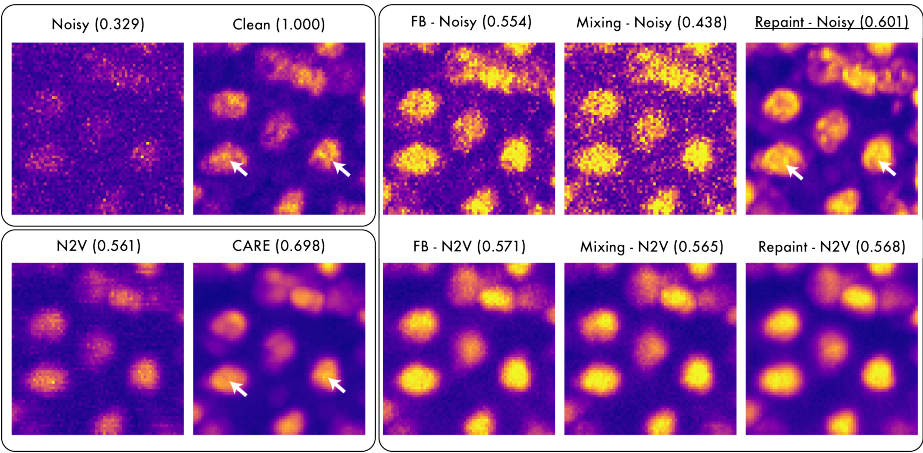 Noisy (0.329)
Clean (1.000)
FB - Noisy (0.554)
Mixing - Noisy (0.438)
Repaint - Noisy (0.601)
N2V (0.561)
CARE (0.698)
FB - N2V (0.571)
Mixing - N2V (0.565)
Repaint - N2V (0.568)